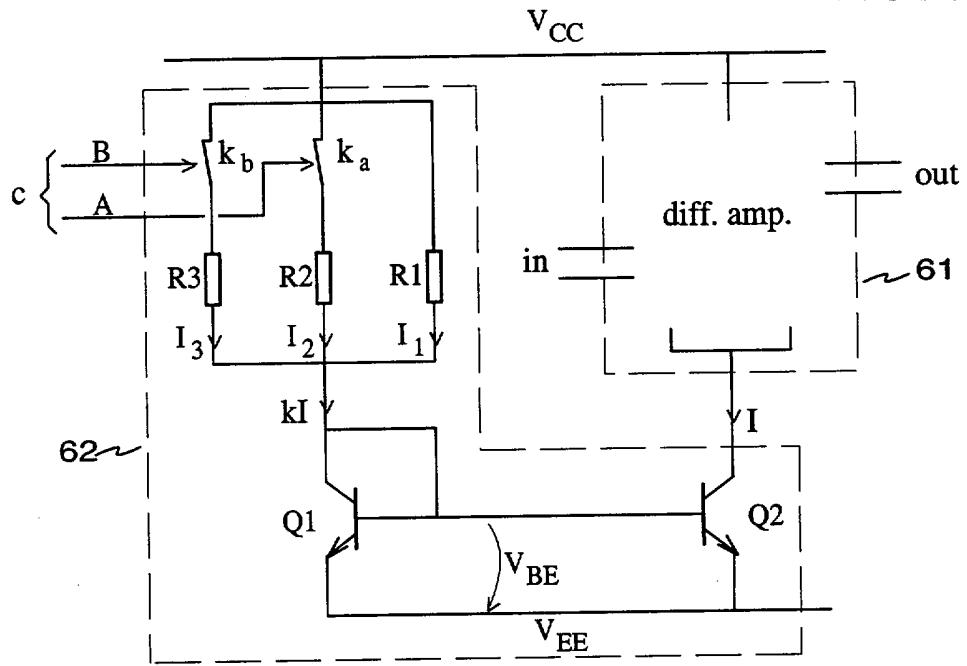 V_CC
B
k_b
k_a
c
A
out
diff. amp.
in
R3
R2
R1
61
I_3
I_2
I_1
kI
I
62
Q1
Q2
V_BE
V_EE